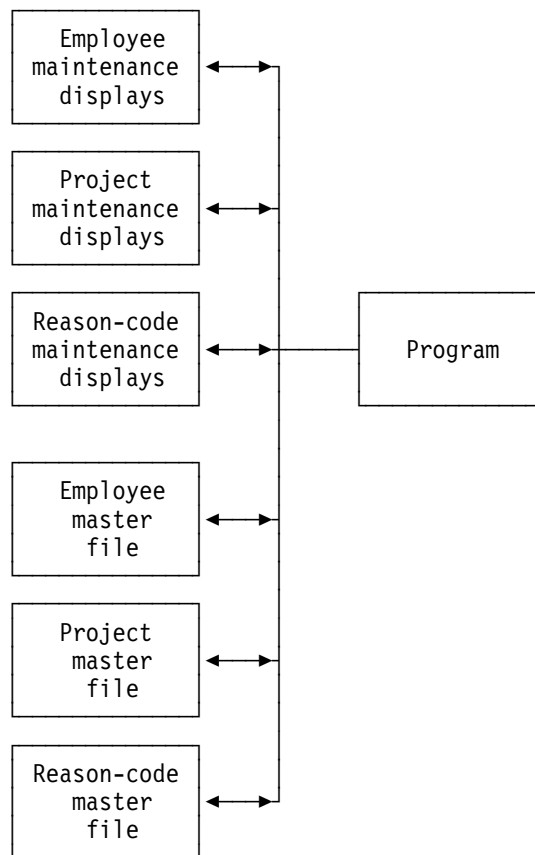 Employee
maintenance
displays
Project
maintenance
displays
Reason-code
maintenance
displays
Program
Employee
master
file
Project
master
file
Reason-code
master
file